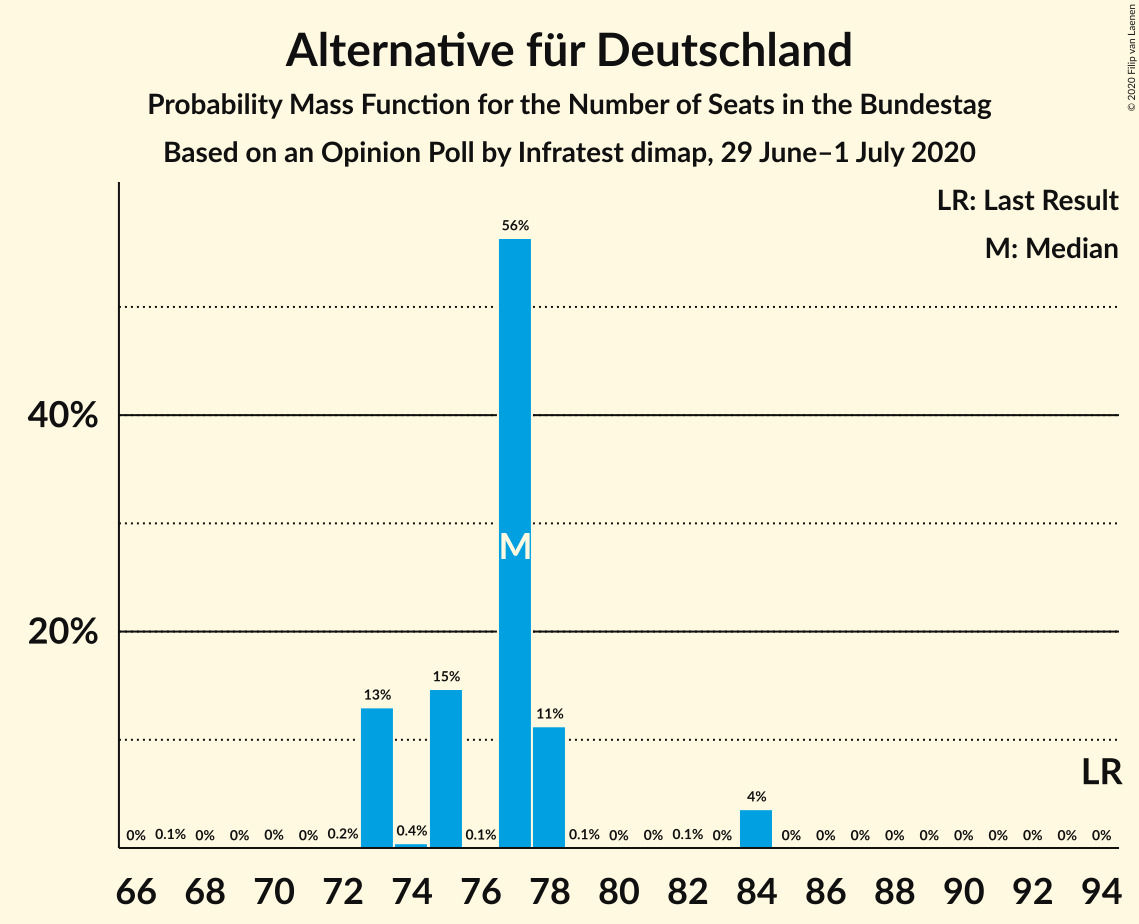 Alternative für Deutschland
Probability Mass Function for the Number of Seats in the Bundestag
Based on an Opinion Poll by Infratest dimap, 29 June–1 July 2020
© 2020 Filip van Laenen
LR: Last Result
M: Median
56%
40%
M
20%
15%
13%
11%
LR
4%
0% 0.1% 0% 0% 0% 0% 0.2% 0.4% 0.1% 0.1% 0% 0% 0.1% 0% 0% 0% 0% 0% 0% 0% 0% 0% 0% 0%
66 68 70 72 74 76 78 80 82 84 86 88 90 92 94